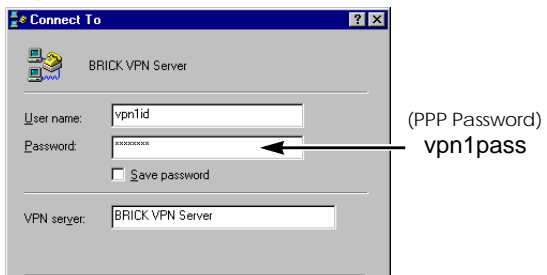 Connect To
BRICK VPN Server
User name: vpn1id
Password: xxxxxxxx
(PPP Password)
vpn1pass
Save password
VPN server: BRICK VPN Server